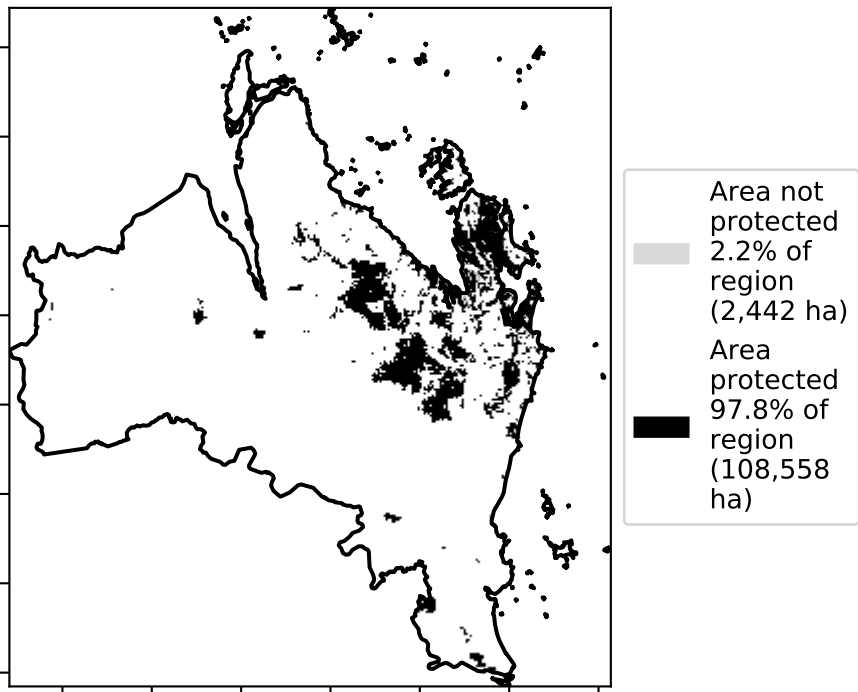 Area not
protected
2.2% of
region
(2,442 ha)
Area
protected
97.8% of
region
(108,558
ha)